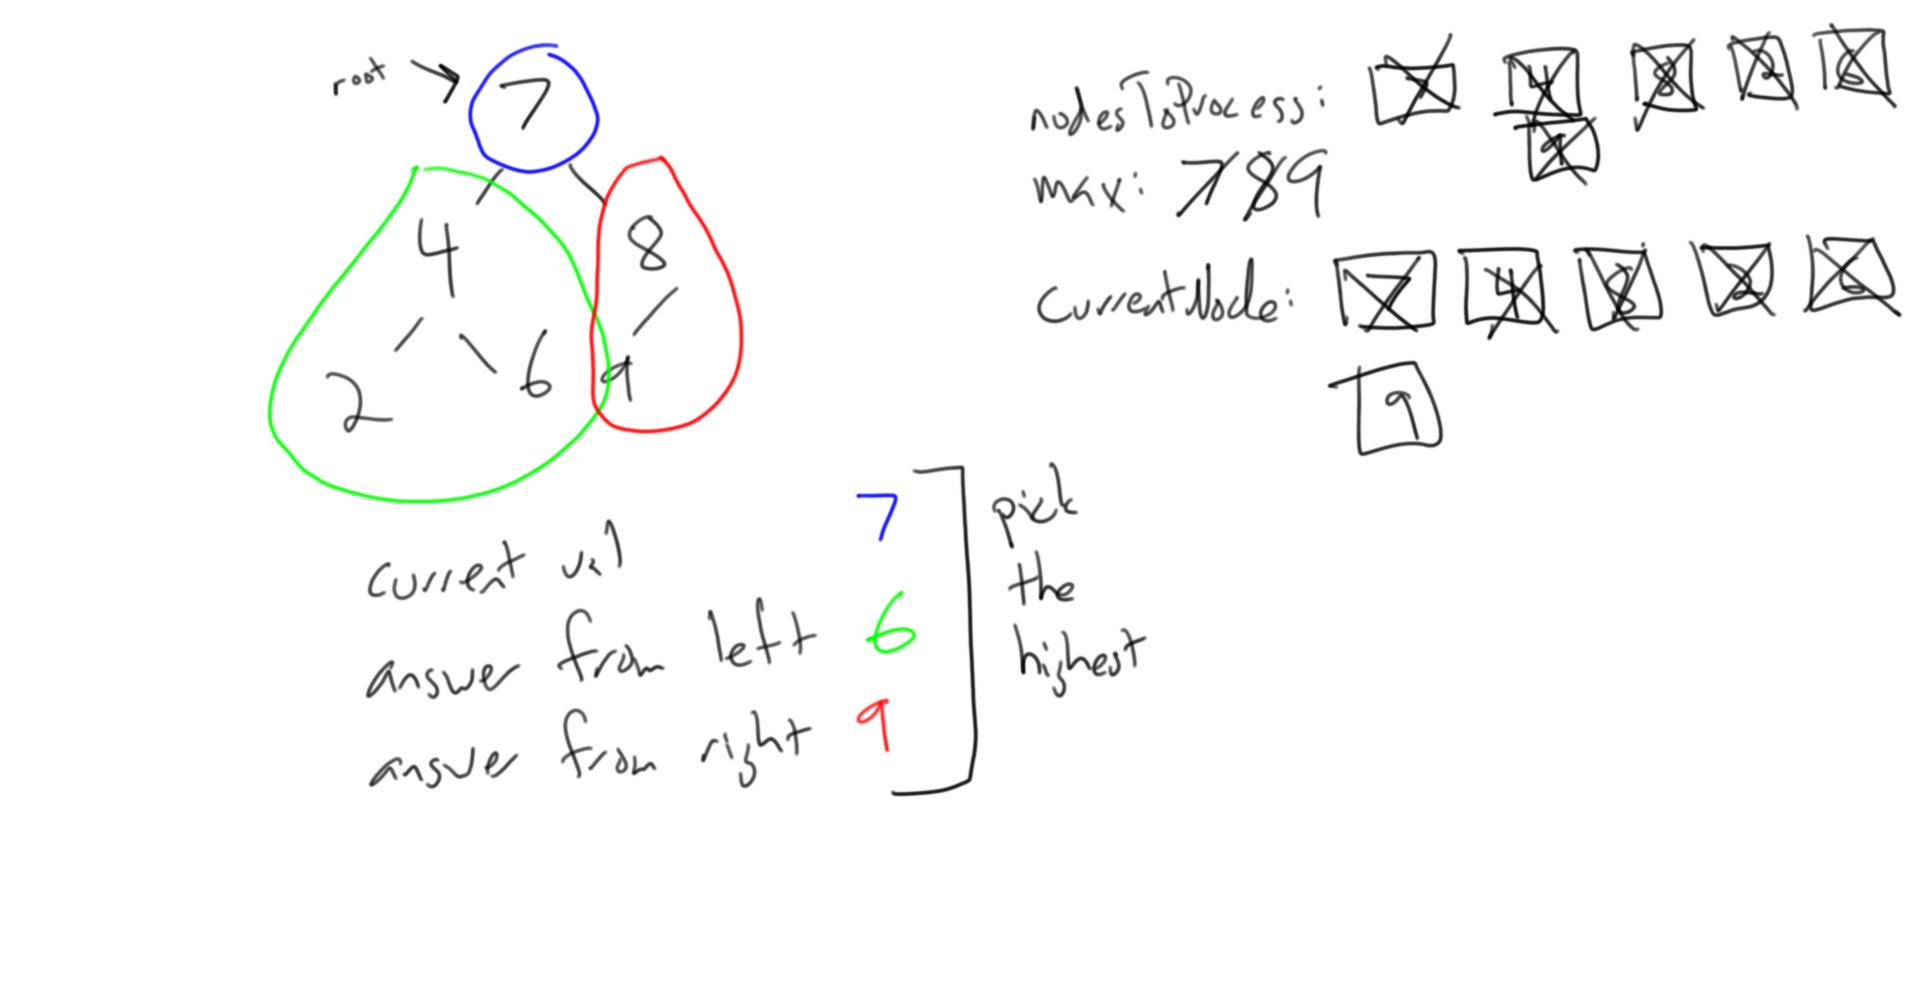 root
7
4 8
2 6 9
nodesToProcess: 7 4 8 2 6
9
max: 7 8 9
currentNode: 7 4 8 2 6
9
current val 7
answer from left 6
answer from right 9
pick
the
highest